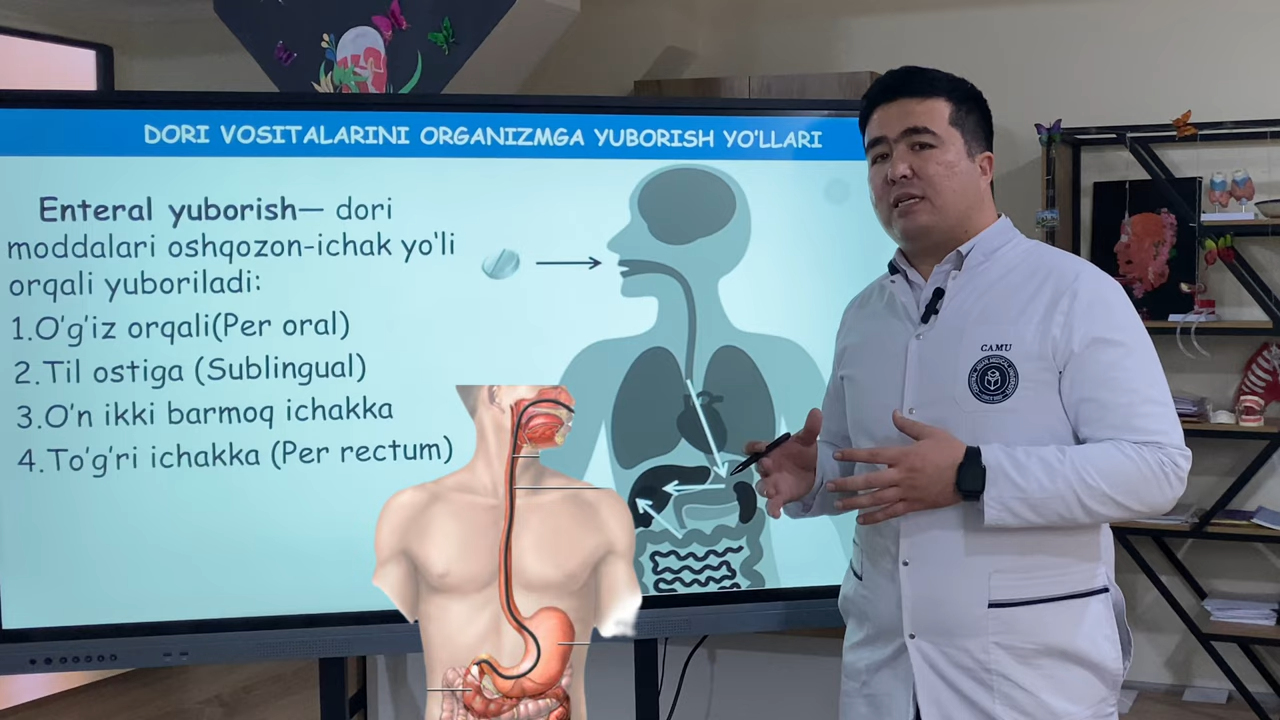 DORI VOSITALARINI ORGANIZMGA YUBORISH YO'LLARI
Enteral yuborish— dori
moddalari oshqozon-ichak yo'li
orqali yuboriladi:
1.O'g'iz orqali(Per oral)
2.Til ostiga (Sublingual)
3.O'n ikki barmoq ichakka
4.To'g'ri ichakka (Per rectum)
CAMU